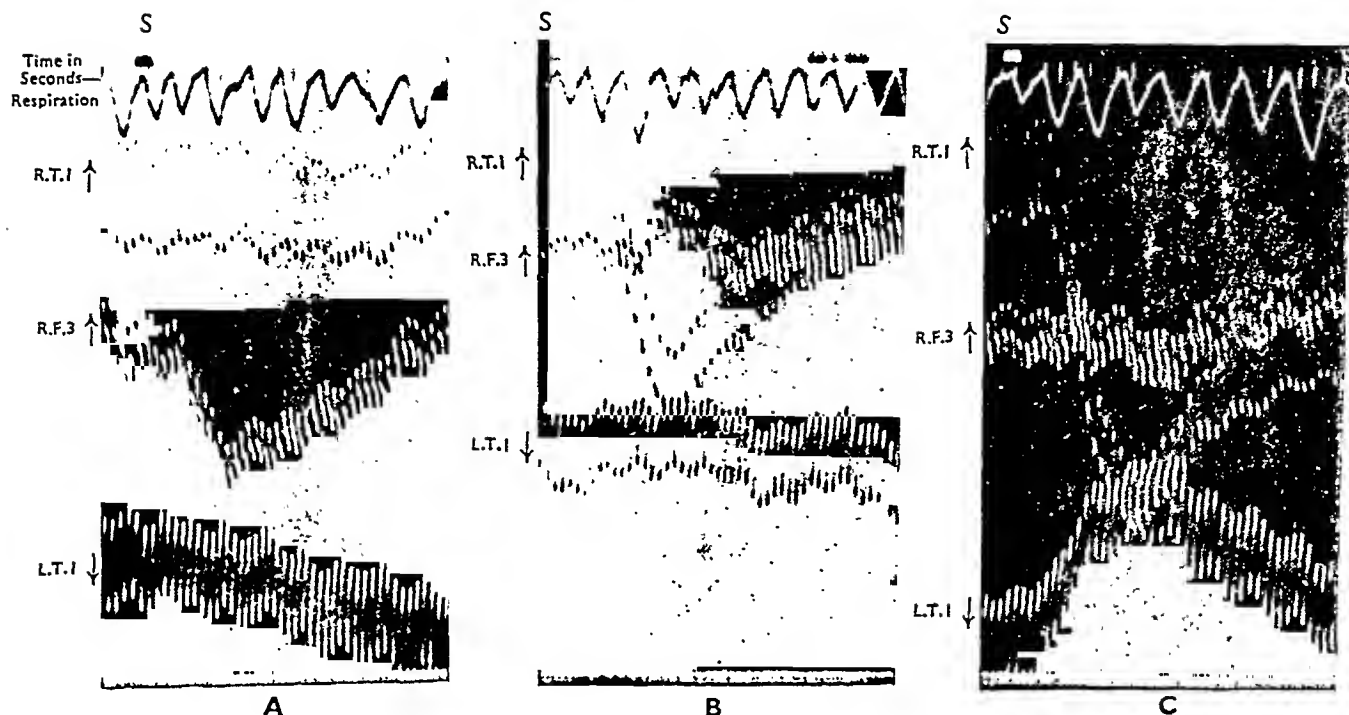 S S S
Time in
Seconds—
Respiration
R.T.1 ↑
R.F.3 ↑
L.T.1 ↓
A
R.T.1 ↑
R.F.3 ↑
L.T.1 ↓
B
R.T.1 ↑
R.F.3 ↑
L.T.1 ↓
C